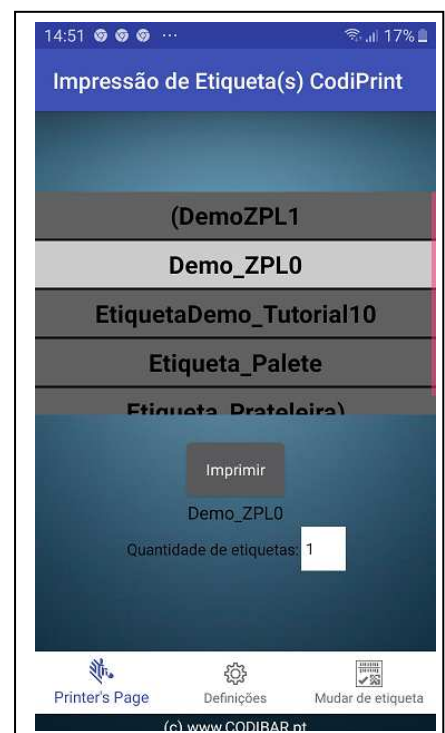 14:51 ... 17%
Impressão de Etiqueta(s) CodiPrint
(DemoZPL1
Demo_ZPL0
EtiquetaDemo_Tutorial10
Etiqueta_Palete
Etiqueta_Prateleira)
Imprimir
Demo_ZPL0
Quantidade de etiquetas: 1
Printer's Page Definições Mudar de etiqueta
(c) www.CODIBAR.pt